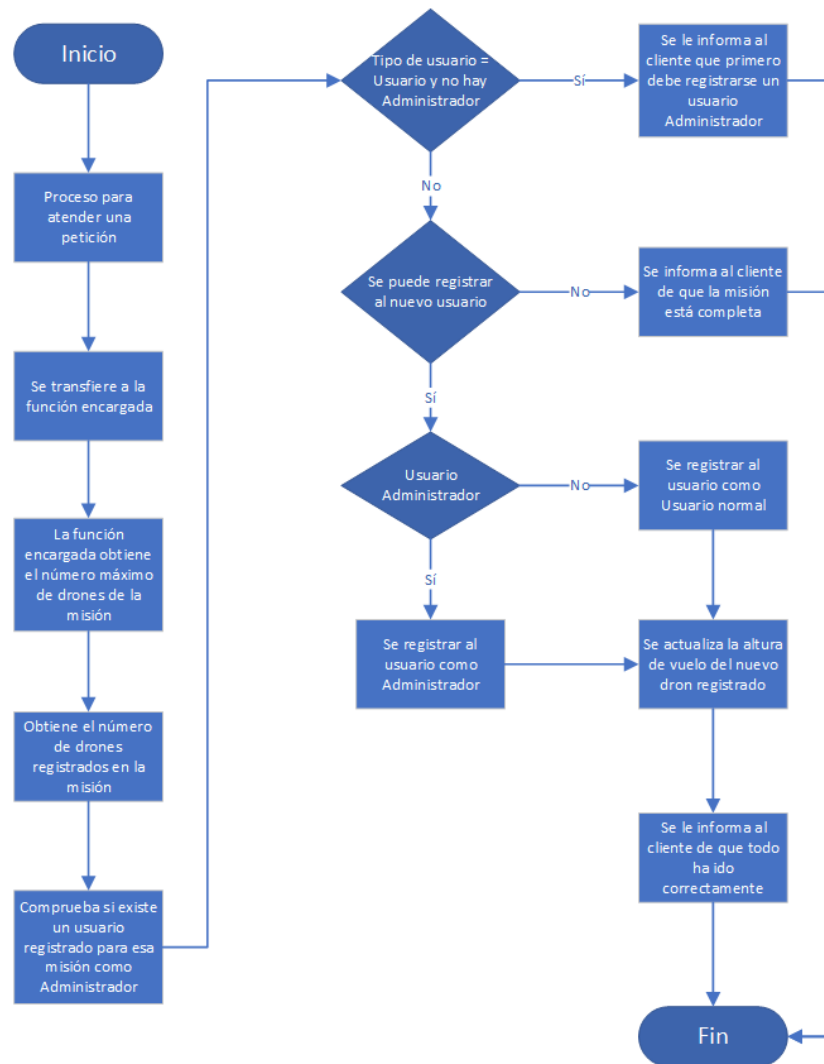 Inicio
Proceso para
atender una
petición
Se transfiere a la
función encargada
La función
encargada obtiene
el número máximo
de drones de la
misión
Obtiene el número
de drones
registrados en la
misión
Comprueba si existe
un usuario
registrado para esa
misión como
Administrador
Tipo de usuario =
Usuario y no hay
Administrador
Sí
Se le informa al
cliente que primero
debe registrarse un
usuario
Administrador
No
Se puede registrar
al nuevo usuario
No
Se informa al cliente
de que la misión
está completa
Sí
Usuario
Administrador
No
Se registrar al
usuario como
Usuario normal
Sí
Se registrar al
usuario como
Administrador
Se actualiza la altura
de vuelo del nuevo
dron registrado
Se le informa al
cliente de que todo
ha ido
correctamente
Fin